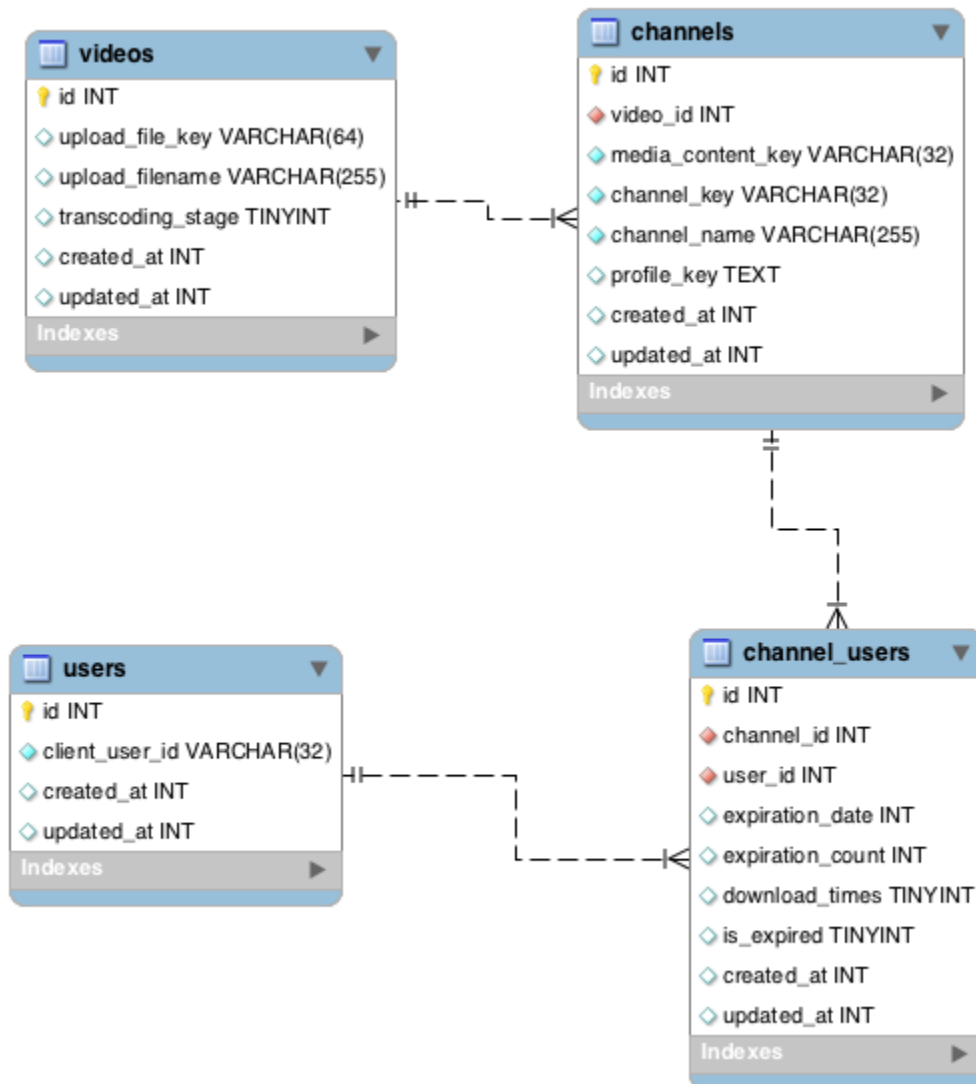 videos
id INT
upload_file_key VARCHAR(64)
upload_filename VARCHAR(255)
transcoding_stage TINYINT
created_at INT
updated_at INT
Indexes
channels
id INT
video_id INT
media_content_key VARCHAR(32)
channel_key VARCHAR(32)
channel_name VARCHAR(255)
profile_key TEXT
created_at INT
updated_at INT
Indexes
users
id INT
client_user_id VARCHAR(32)
created_at INT
updated_at INT
Indexes
channel_users
id INT
channel_id INT
user_id INT
expiration_date INT
expiration_count INT
download_times TINYINT
is_expired TINYINT
created_at INT
updated_at INT
Indexes